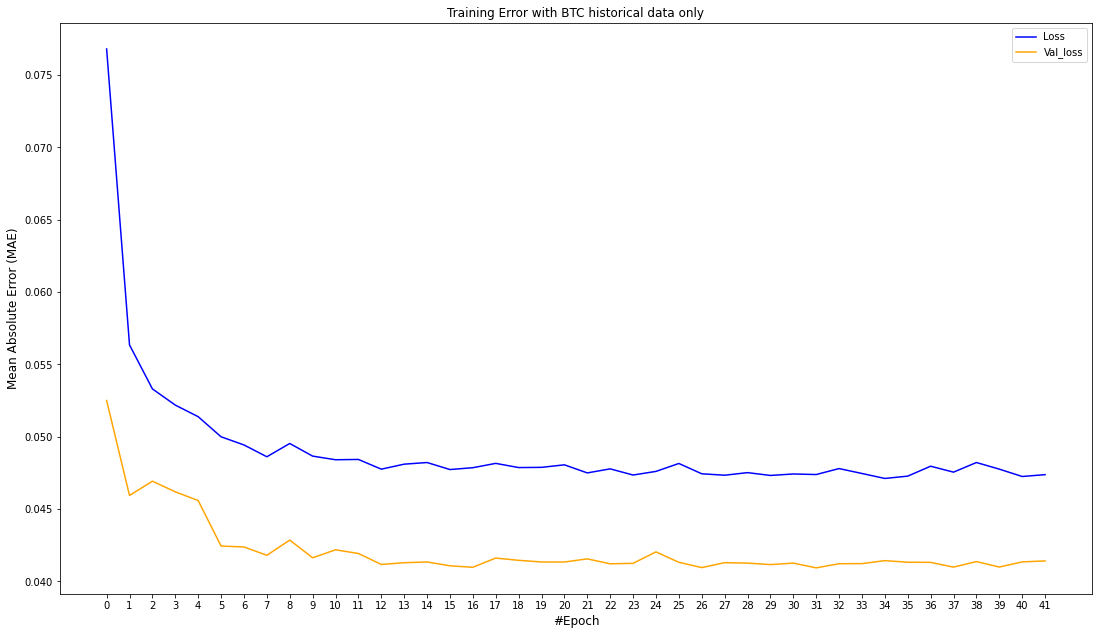 Training Error with BTC historical data only
Loss
Val_loss
Mean Absolute Error (MAE)
0.075
0.070
0.065
0.060
0.055
0.050
0.045
0.040
0 1 2 3 4 5 6 7 8 9 10 11 12 13 14 15 16 17 18 19 20 21 22 23 24 25 26 27 28 29 30 31 32 33 34 35 36 37 38 39 40 41
#Epoch